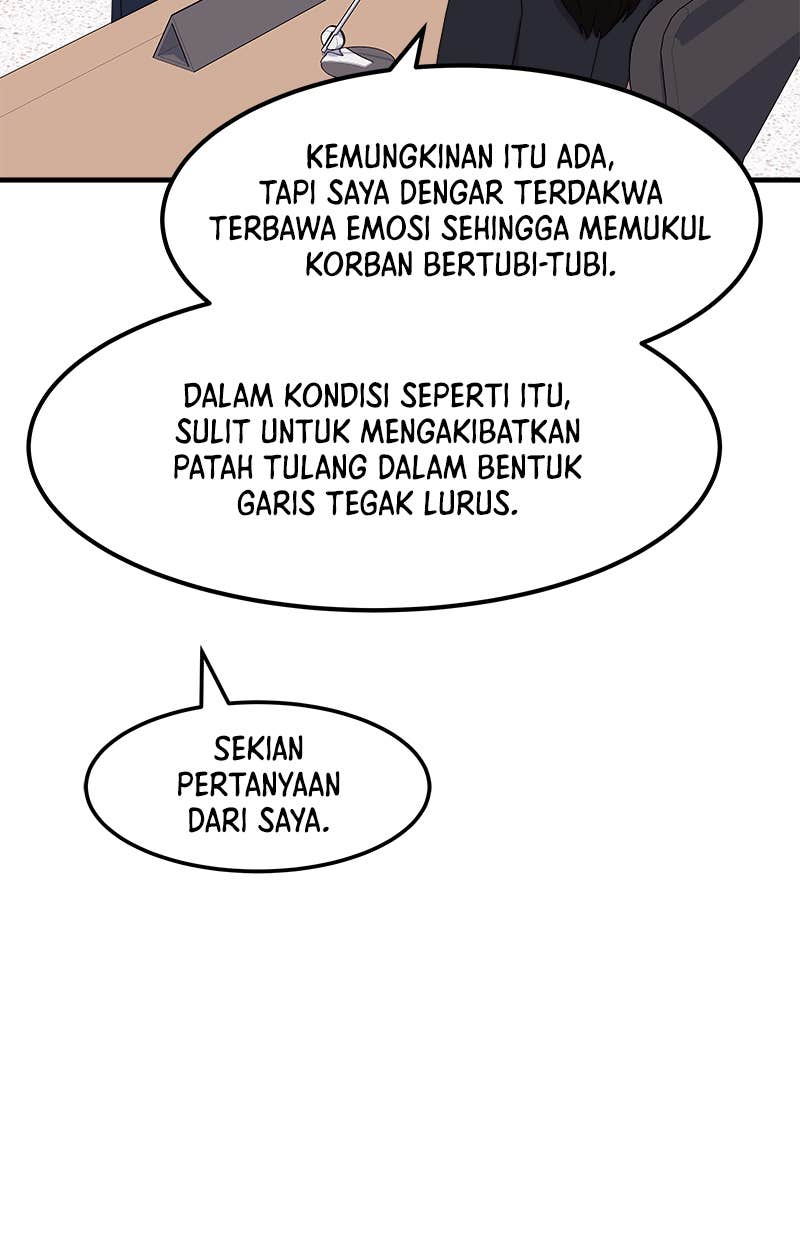 KEMUNGKINAN ITU ADA,
TAPI SAYA DENGAR TERDAKWA
TERBAWA EMOSI SEHINGGA MEMUKUL
KORBAN BERTUBI-TUBI.
DALAM KONDISI SEPERTI ITU,
SULIT UNTUK MENGAKIBATKAN
PATAH TULANG DALAM BENTUK
GARIS TEGAK LURUS.
SEKIAN
PERTANYAAN
DARI SAYA.